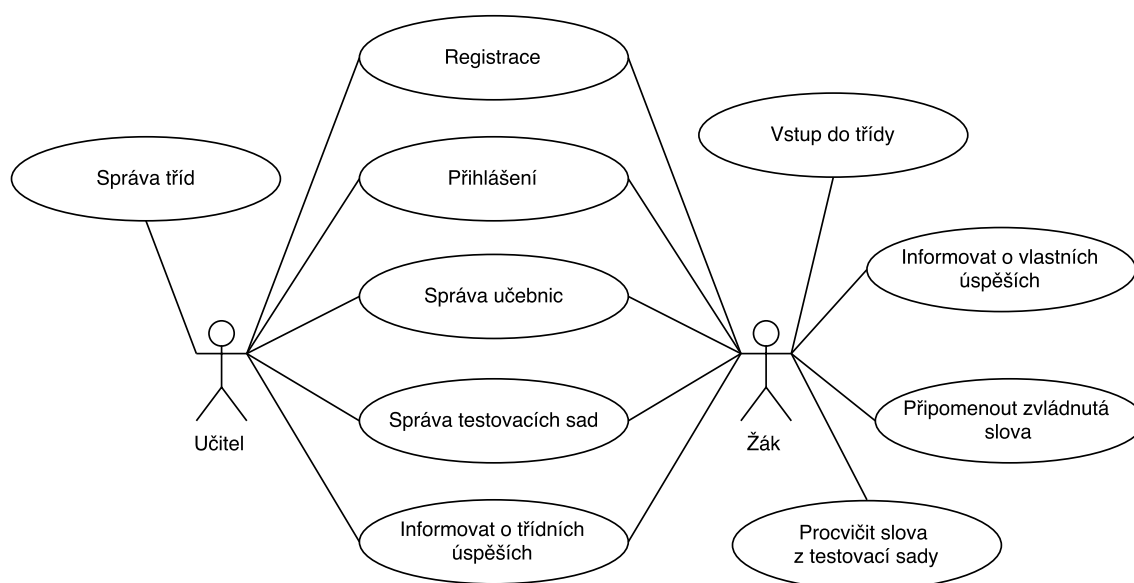 Registrace
Vstup do třídy
Správa tříd
Přihlášení
Informovat o vlastních
úspěších
Správa učebnic
Připomenout zvládnutá
slova
Správa testovacích sad
Učitel
Žák
Informovat o třídních
úspěších
Procvičit slova
z testovací sady